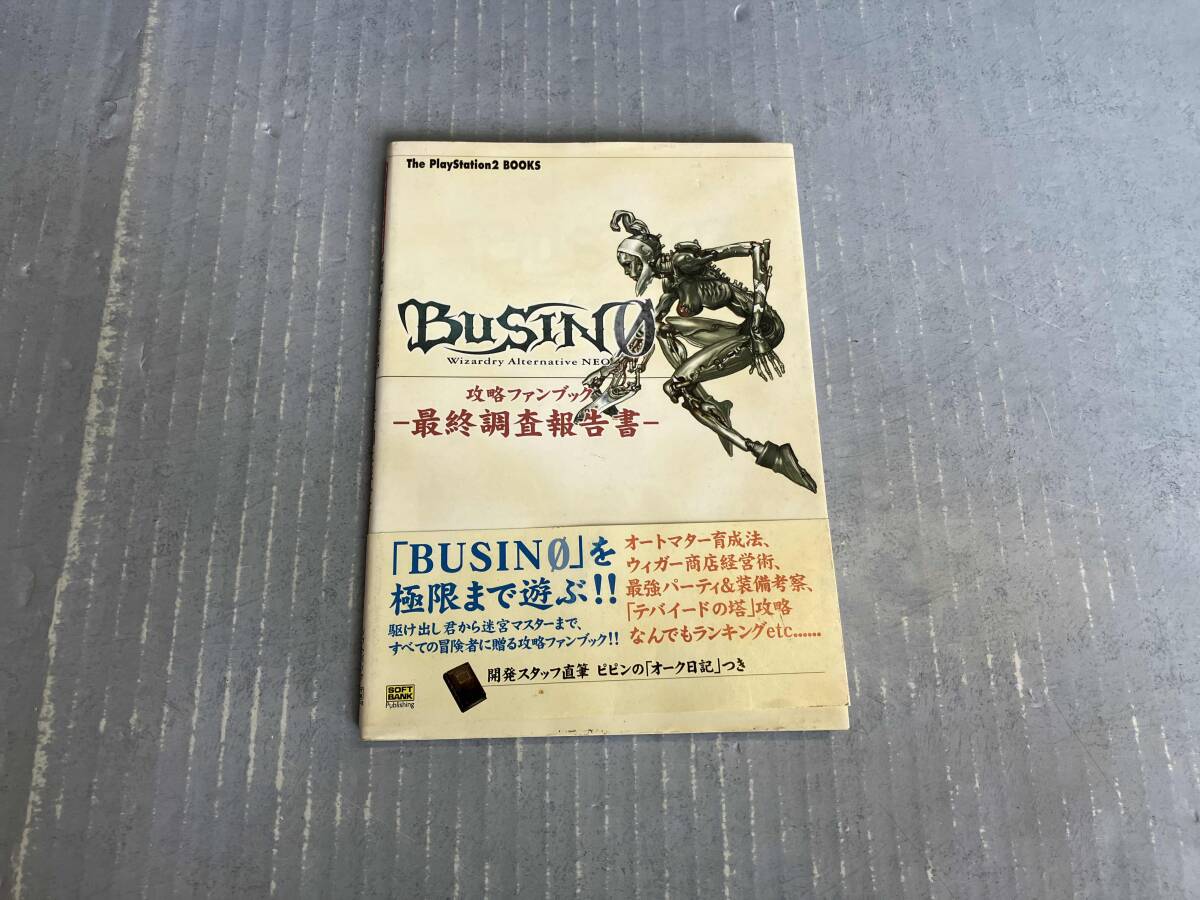 The PlayStation2 BOOKS
BUSIN0
Wizardry Alternative NEO
攻略ファンブック
-最終調査報告書-
「BUSIN0」を
極限まで遊ぶ!!
駆け出し君から迷宮マスターまで、
すべての冒険者に贈る攻略ファンブック!!
オートマター育成法、
ウィガー商店経営術、
最強パーティ&装備考察、
「テバイードの塔」攻略
なんでもランキングetc......
開発スタッフ直筆 ピピンの「オーク日記」つき
SOFT
BANK
Publishing